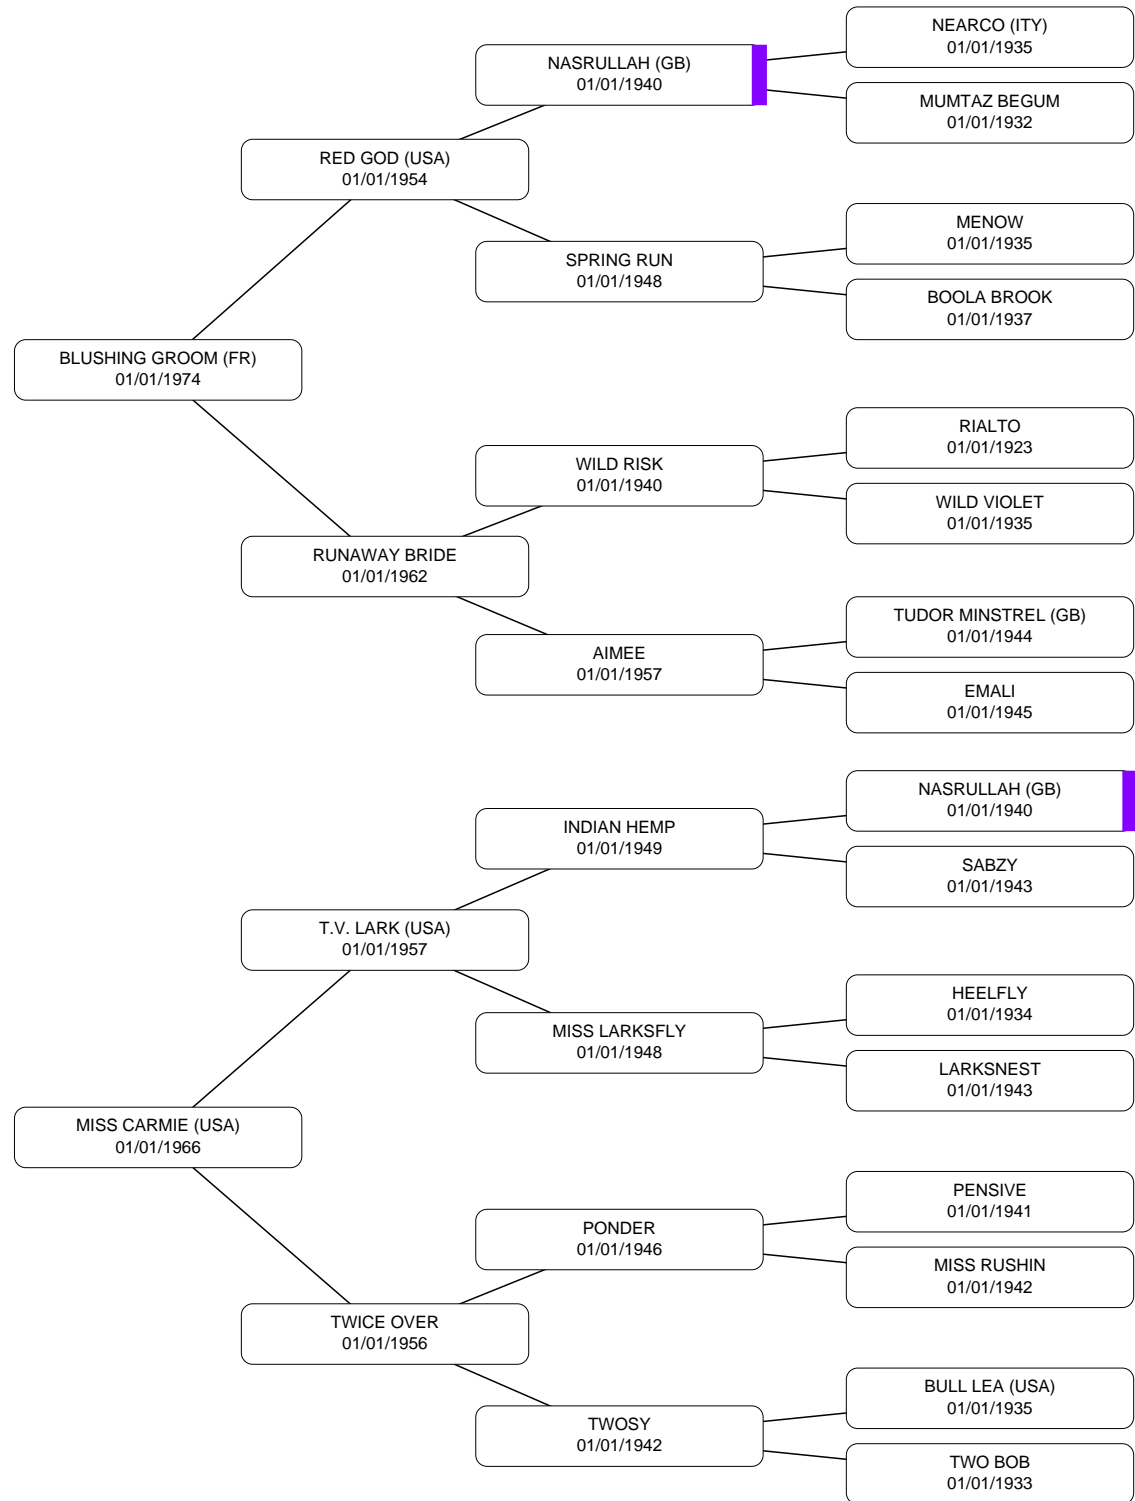 NEARCO (ITY)
01/01/1935
NASRULLAH (GB)
01/01/1940
MUMTAZ BEGUM
01/01/1932
RED GOD (USA)
01/01/1954
MENOW
01/01/1935
SPRING RUN
01/01/1948
BOOLA BROOK
01/01/1937
BLUSHING GROOM (FR)
01/01/1974
RIALTO
01/01/1923
WILD RISK
01/01/1940
WILD VIOLET
01/01/1935
RUNAWAY BRIDE
01/01/1962
TUDOR MINSTREL (GB)
01/01/1944
AIMEE
01/01/1957
EMALI
01/01/1945
NASRULLAH (GB)
01/01/1940
INDIAN HEMP
01/01/1949
SABZY
01/01/1943
T.V. LARK (USA)
01/01/1957
HEELFLY
01/01/1934
MISS LARKSFLY
01/01/1948
LARKSNEST
01/01/1943
MISS CARMIE (USA)
01/01/1966
PENSIVE
01/01/1941
PONDER
01/01/1946
MISS RUSHIN
01/01/1942
TWICE OVER
01/01/1956
BULL LEA (USA)
01/01/1935
TWOSY
01/01/1942
TWO BOB
01/01/1933